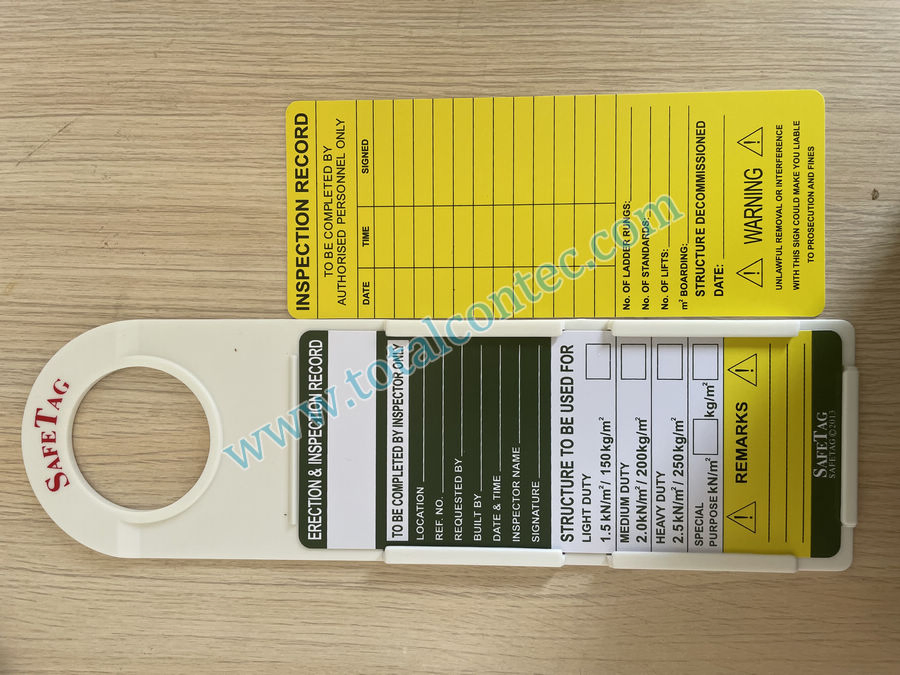 SAFETAG
INSPECTION RECORD
TO BE COMPLETED BY
AUTHORISED PERSONNEL ONLY
DATE TIME SIGNED
No. OF LADDER RUNGS:
No. OF STANDARDS:
No. OF LIFTS:
m² BOARDING:
STRUCTURE DECOMMISSIONED
DATE:
WARNING
UNLAWFUL REMOVAL OR INTERFERENCE
WITH THIS SIGN COULD MAKE YOU LIABLE
TO PROSECUTION AND FINES
ERECTION & INSPECTION RECORD
TO BE COMPLETED BY INSPECTOR ONLY
LOCATION
REF. NO.
REQUESTED BY
BUILT BY
DATE & TIME
INSPECTOR NAME
SIGNATURE
STRUCTURE TO BE USED FOR
LIGHT DUTY
1.5 kN/m² / 150kg/m²
MEDIUM DUTY
2.0kN/m² / 200kg/m²
HEAVY DUTY
2.5 kN/m² / 250kg/m²
SPECIAL
PURPOSE kN/m² kg/m²
REMARKS
SAFETAG
SAFETAG © 2013
www.totalcontec.com